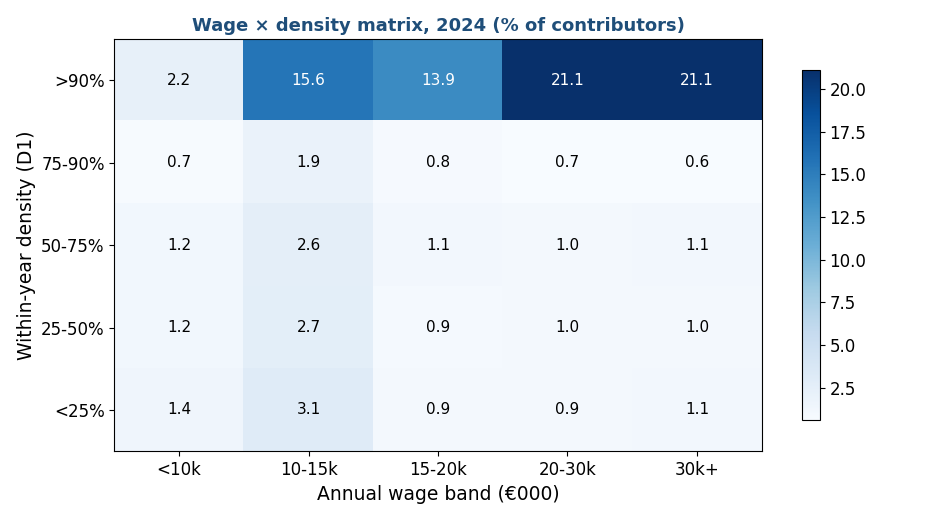 Wage × density matrix, 2024 (% of contributors)
Within-year density (D1)
>90% 2.2 15.6 13.9 21.1 21.1
75-90% 0.7 1.9 0.8 0.7 0.6
50-75% 1.2 2.6 1.1 1.0 1.1
25-50% 1.2 2.7 0.9 1.0 1.0
<25% 1.4 3.1 0.9 0.9 1.1
<10k 10-15k 15-20k 20-30k 30k+
Annual wage band (€000)
20.0
17.5
15.0
12.5
10.0
7.5
5.0
2.5